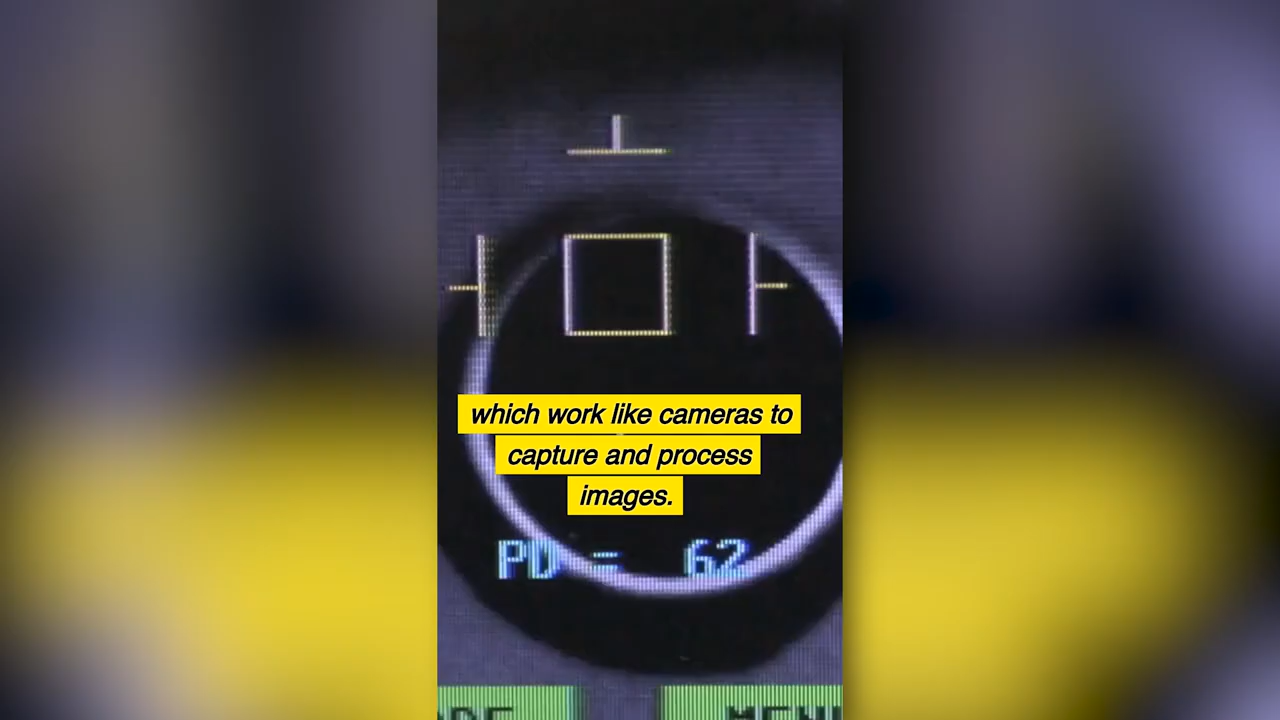 which work like cameras to
capture and process
images.
PD = 62